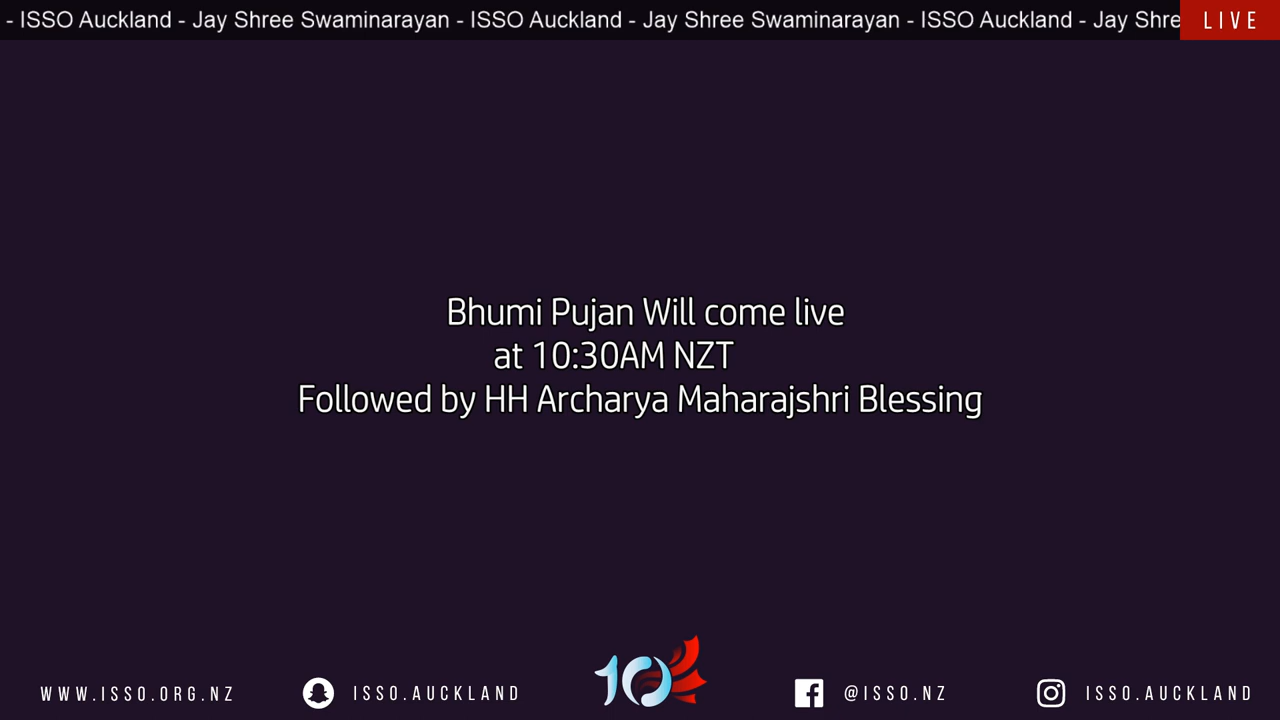 - ISSO Auckland - Jay Shree Swaminarayan - ISSO Auckland - Jay Shree Swaminarayan - ISSO Auckland - Jay Shre
LIVE
Bhumi Pujan Will come live
at 10:30AM NZT
Followed by HH Archarya Maharajshri Blessing
10
WWW.ISSO.ORG.NZ
ISSO.AUCKLAND
@ISSO.NZ
ISSO.AUCKLAND